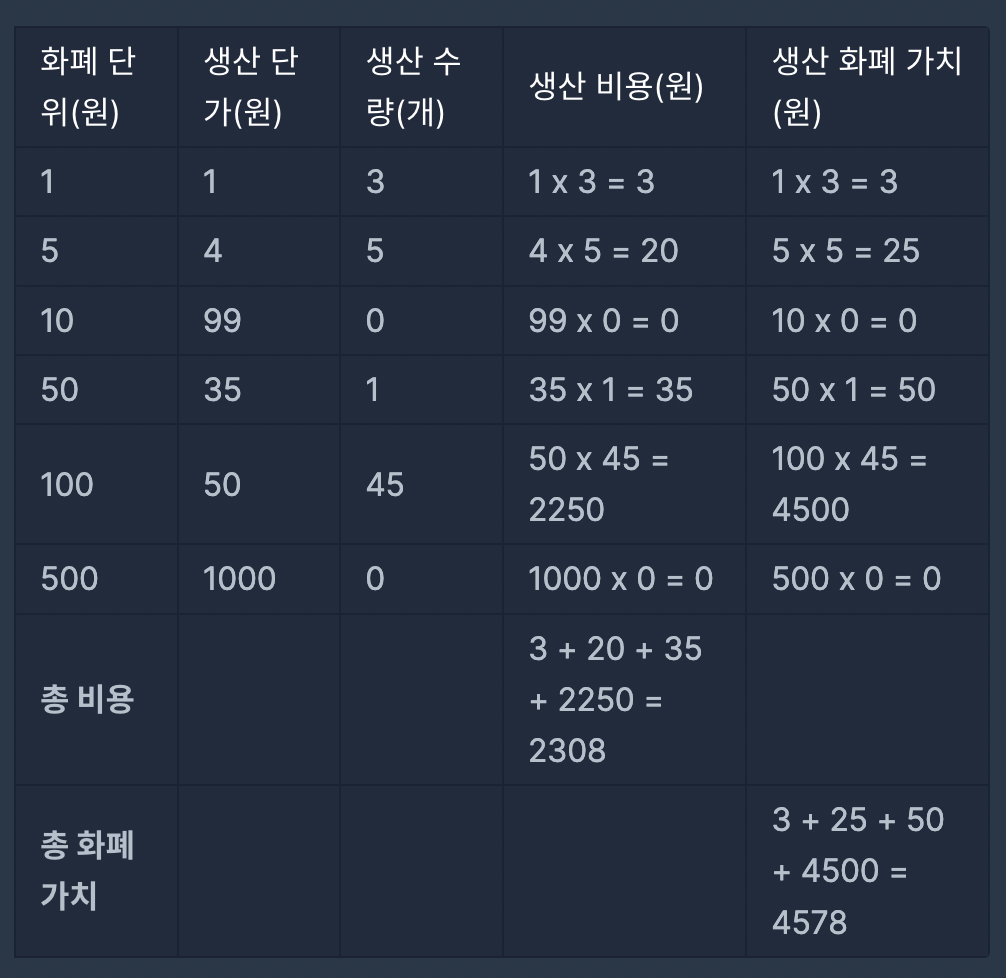 화폐 단
위(원)
생산 단
가(원)
생산 수
량(개)
생산 비용(원)
생산 화폐 가치
(원)
1
1
3
1 x 3 = 3
1 x 3 = 3
5
4
5
4 x 5 = 20
5 x 5 = 25
10
99
0
99 x 0 = 0
10 x 0 = 0
50
35
1
35 x 1 = 35
50 x 1 = 50
100
50
45
50 x 45 =
2250
100 x 45 =
4500
500
1000
0
1000 x 0 = 0
500 x 0 = 0
총 비용
3 + 20 + 35
+ 2250 =
2308
총 화폐
가치
3 + 25 + 50
+ 4500 =
4578